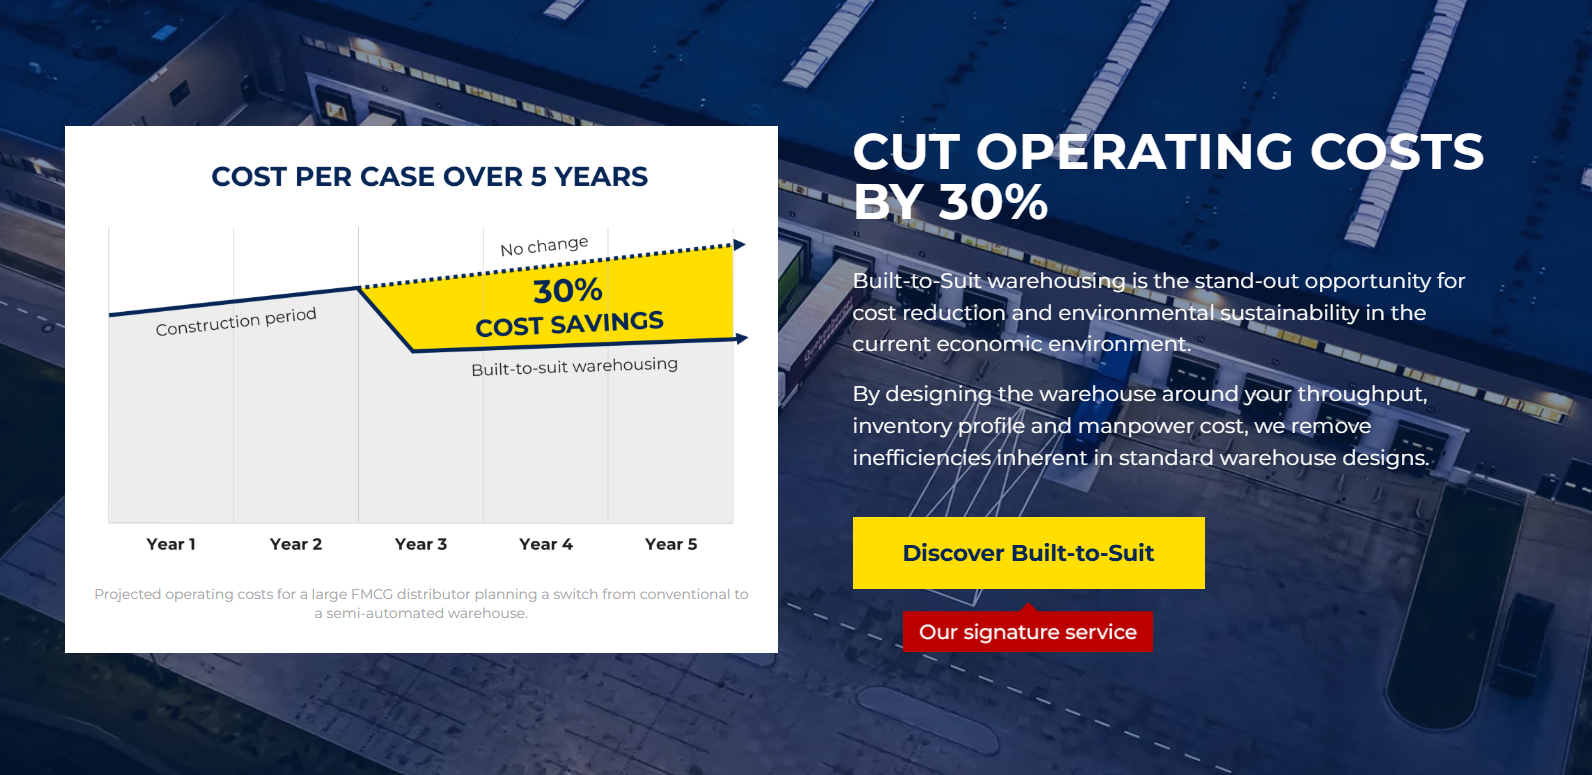 COST PER CASE OVER 5 YEARS
No change
30%
COST SAVINGS
Construction period
Built-to-suit warehousing
Year 1
Year 2
Year 3
Year 4
Year 5
Projected operating costs for a large FMCG distributor planning a switch from conventional to
a semi-automated warehouse.
CUT OPERATING COSTS
BY 30%
Built-to-Suit warehousing is the stand-out opportunity for
cost reduction and environmental sustainability in the
current economic environment.
By designing the warehouse around your throughput,
inventory profile and manpower cost, we remove
inefficiencies inherent in standard warehouse designs.
Discover Built-to-Suit
Our signature service